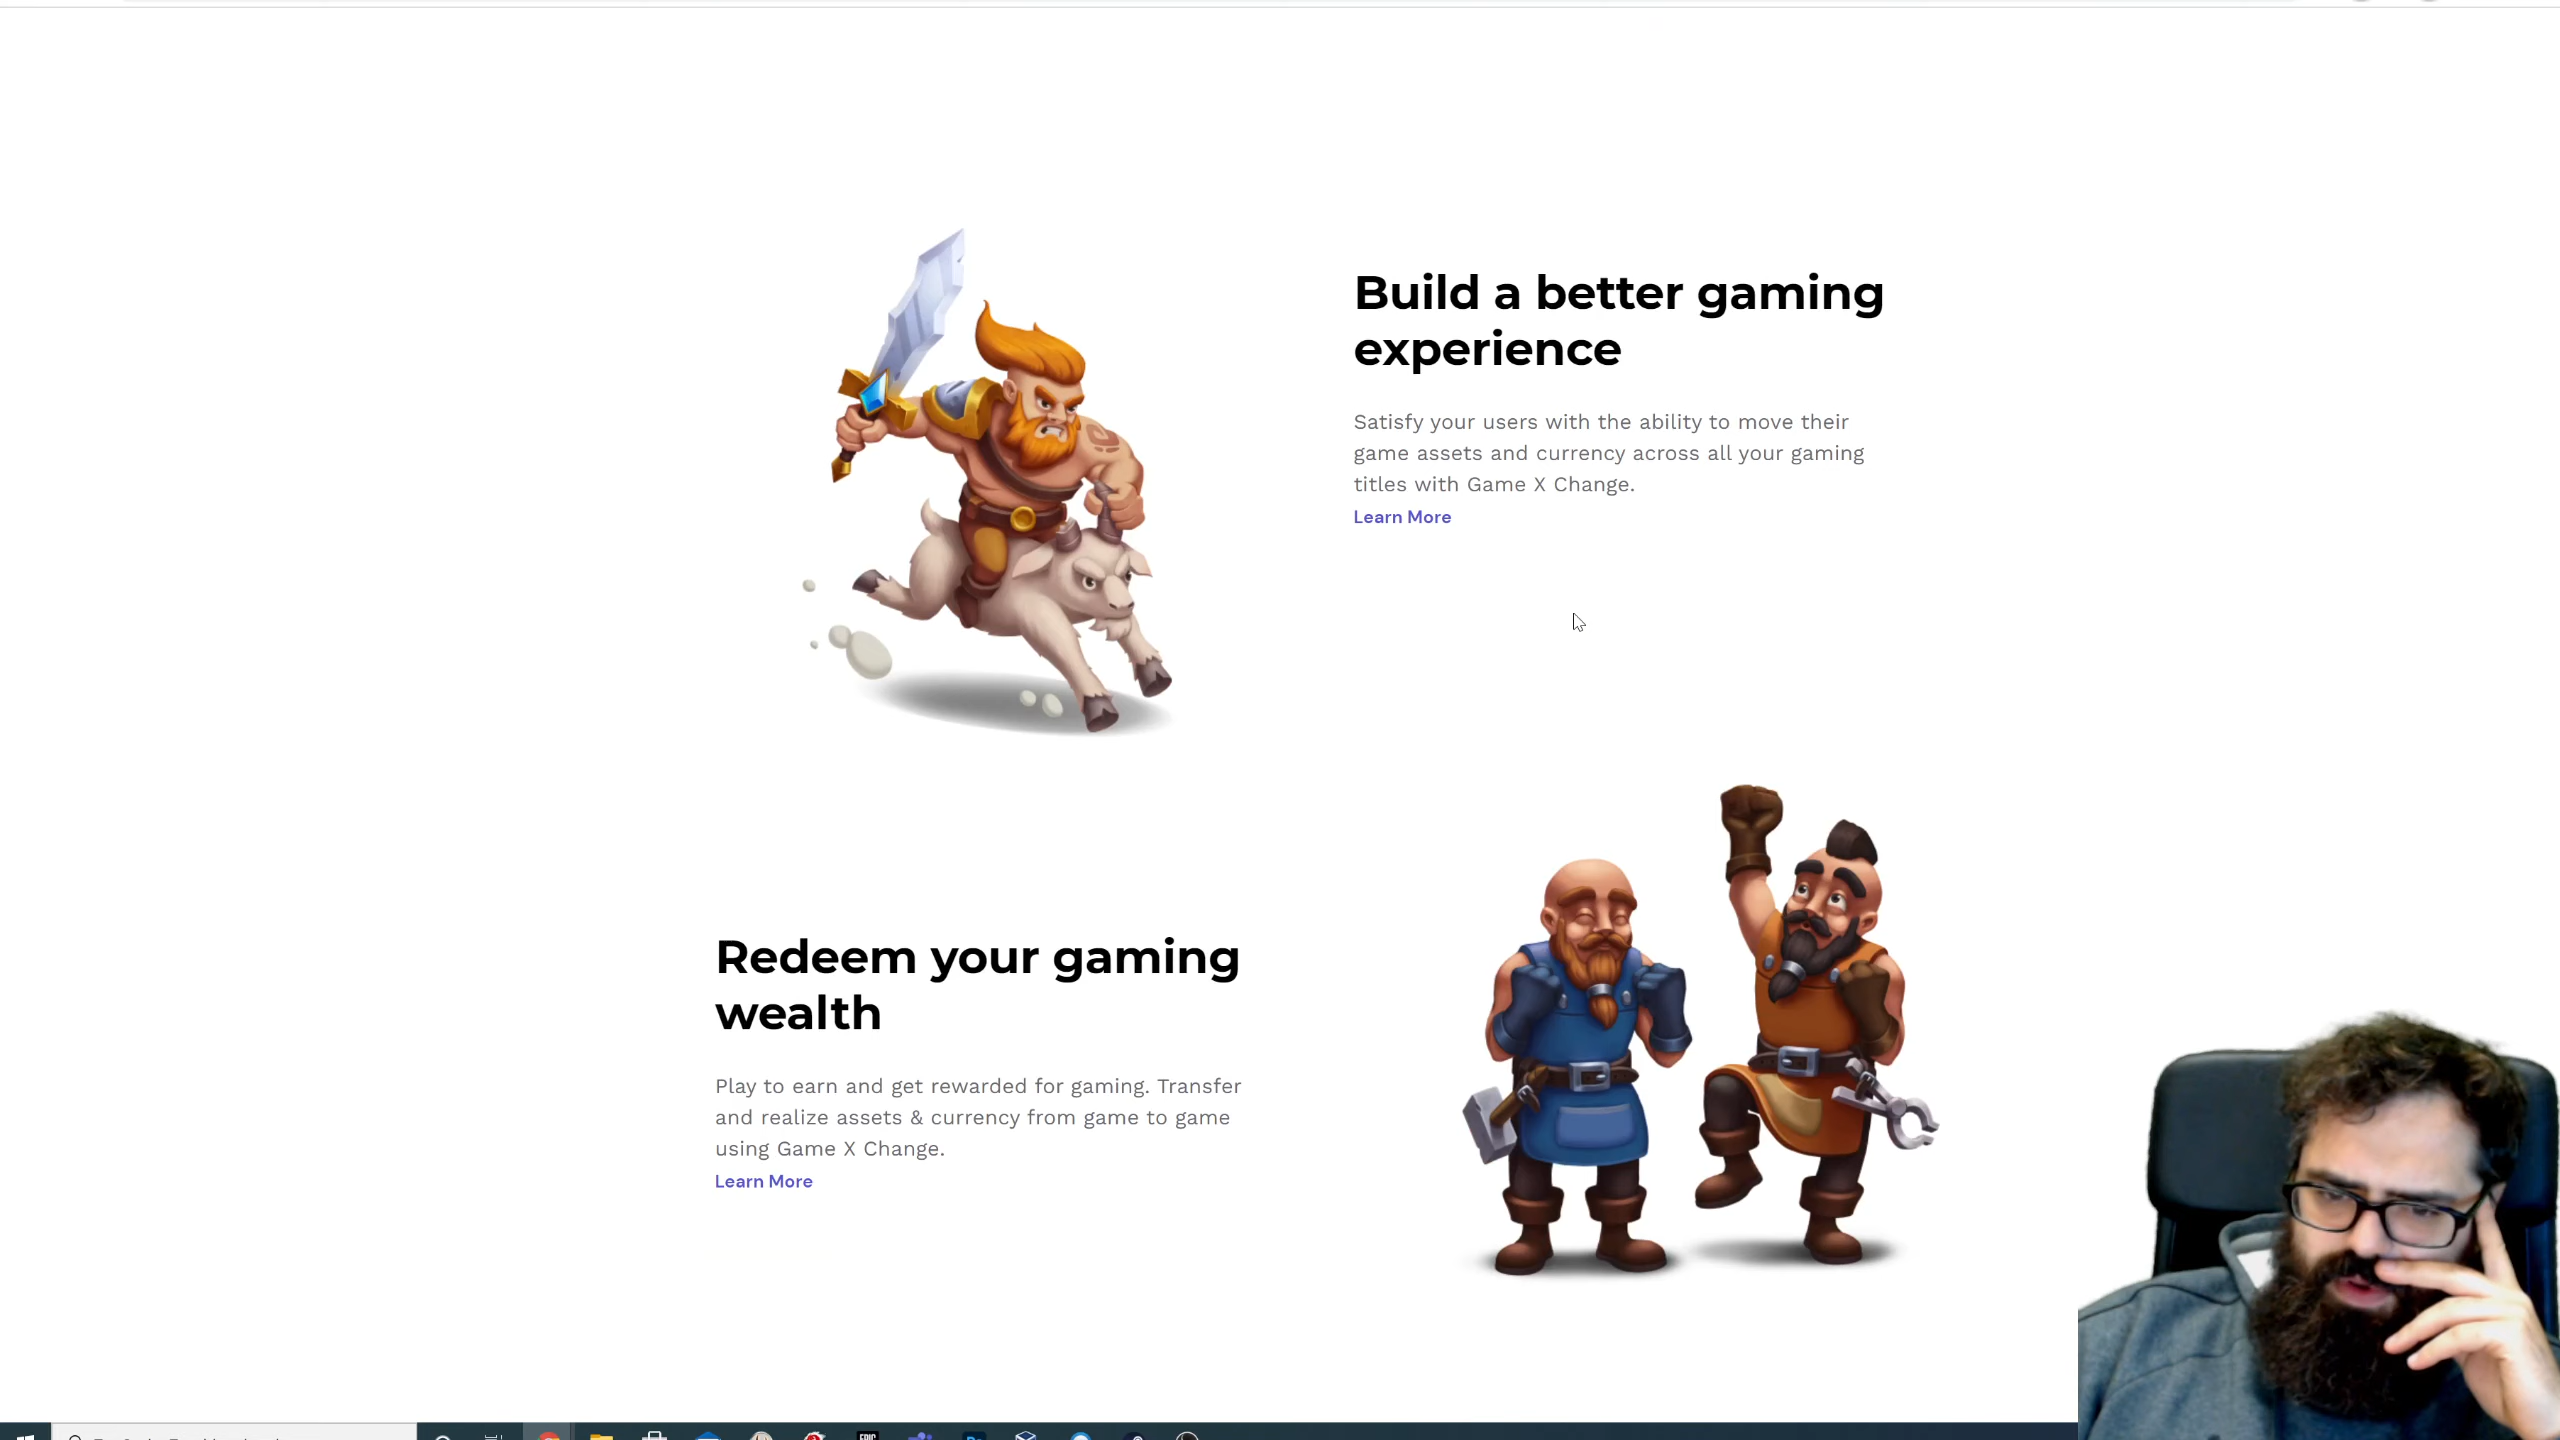 Build a better gaming
experience
Satisfy your users with the ability to move their
game assets and currency across all your gaming
titles with Game X Change.
Learn More
Redeem your gaming
wealth
Play to earn and get rewarded for gaming. Transfer
and realize assets & currency from game to game
using Game X Change.
Learn More
EPIC